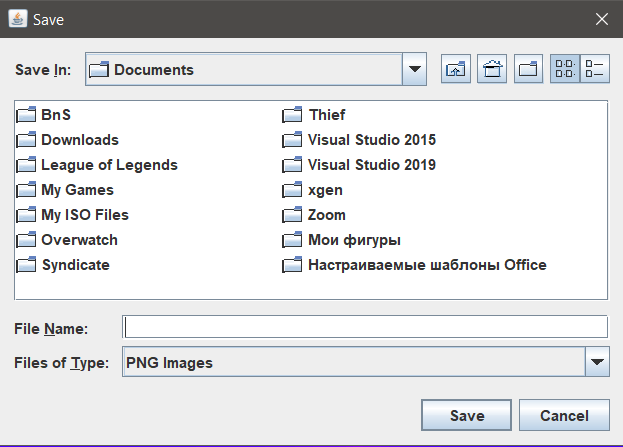 Save
Save In: Documents
BnS
Downloads
League of Legends
My Games
My ISO Files
Overwatch
Syndicate
Thief
Visual Studio 2015
Visual Studio 2019
xgen
Zoom
Мои фигуры
Настраиваемые шаблоны Office
File Name:
Files of Type: PNG Images
Save Cancel